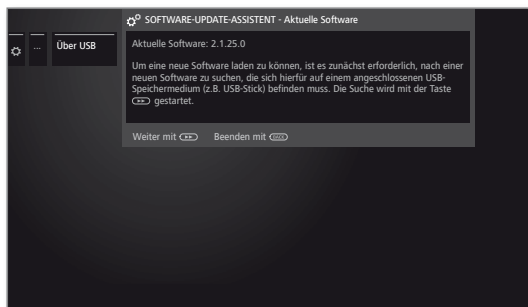 SOFTWARE-UPDATE-ASSISTENT - Aktuelle Software
... Über USB
Aktuelle Software: 2.1.25.0
Um eine neue Software laden zu können, ist es zunächst erforderlich, nach einer
neuen Software zu suchen, die sich hierfür auf einem angeschlossenen USB-
Speichermedium (z.B. USB-Stick) befinden muss. Die Suche wird mit der Taste
gestartet.
Weiter mit Beenden mit BACK